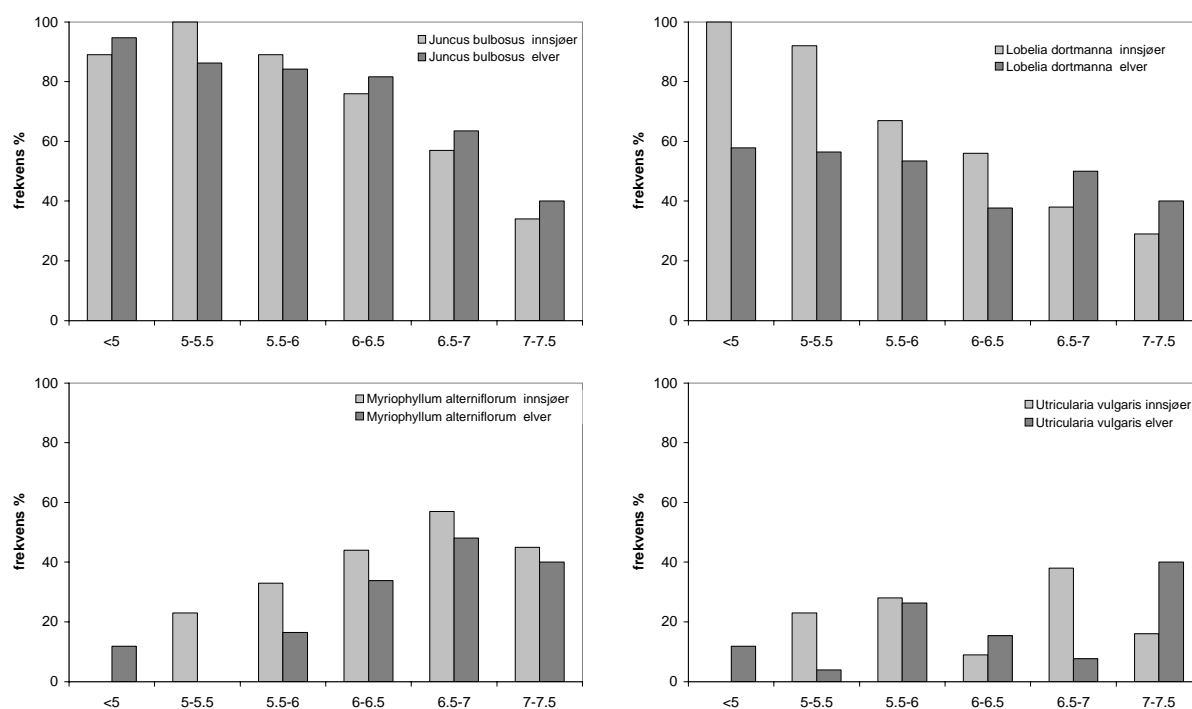 frekvens %
100
80
60
40
20
0
Juncus bulbosus innsjøer
Juncus bulbosus elver
<5 5-5.5 5.5-6 6-6.5 6.5-7 7-7.5
frekvens %
100
80
60
40
20
0
Lobelia dortmanna innsjøer
Lobelia dortmanna elver
<5 5-5.5 5.5-6 6-6.5 6.5-7 7-7.5
frekvens %
100
80
60
40
20
0
Myriophyllum alterniflorum innsjøer
Myriophyllum alterniflorum elver
<5 5-5.5 5.5-6 6-6.5 6.5-7 7-7.5
frekvens %
100
80
60
40
20
0
Utricularia vulgaris innsjøer
Utricularia vulgaris elver
<5 5-5.5 5.5-6 6-6.5 6.5-7 7-7.5